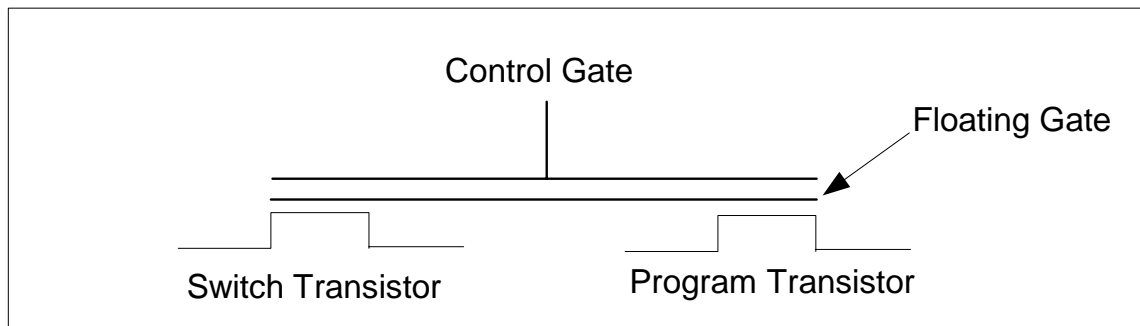 Control Gate
Floating Gate
Switch Transistor
Program Transistor